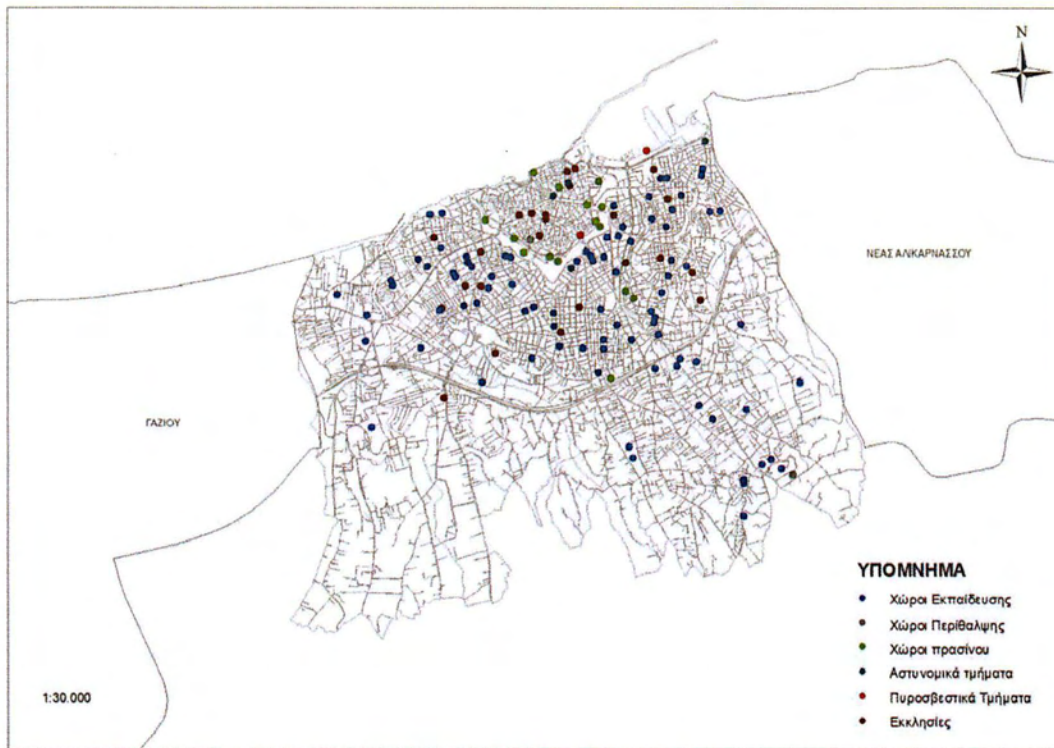 N
ΝΕΑΣ ΑΛΙΚΑΡΝΑΣΣΟΥ
ΓΑΖΙΟΥ
ΥΠΟΜΝΗΜΑ
Χώροι Εκπαίδευσης
Χώροι Περίθαλψης
Χώροι πρασίνου
Αστυνομικά τμήματα
Πυροσβεστικά Τμήματα
Εκκλησίες
1:30.000